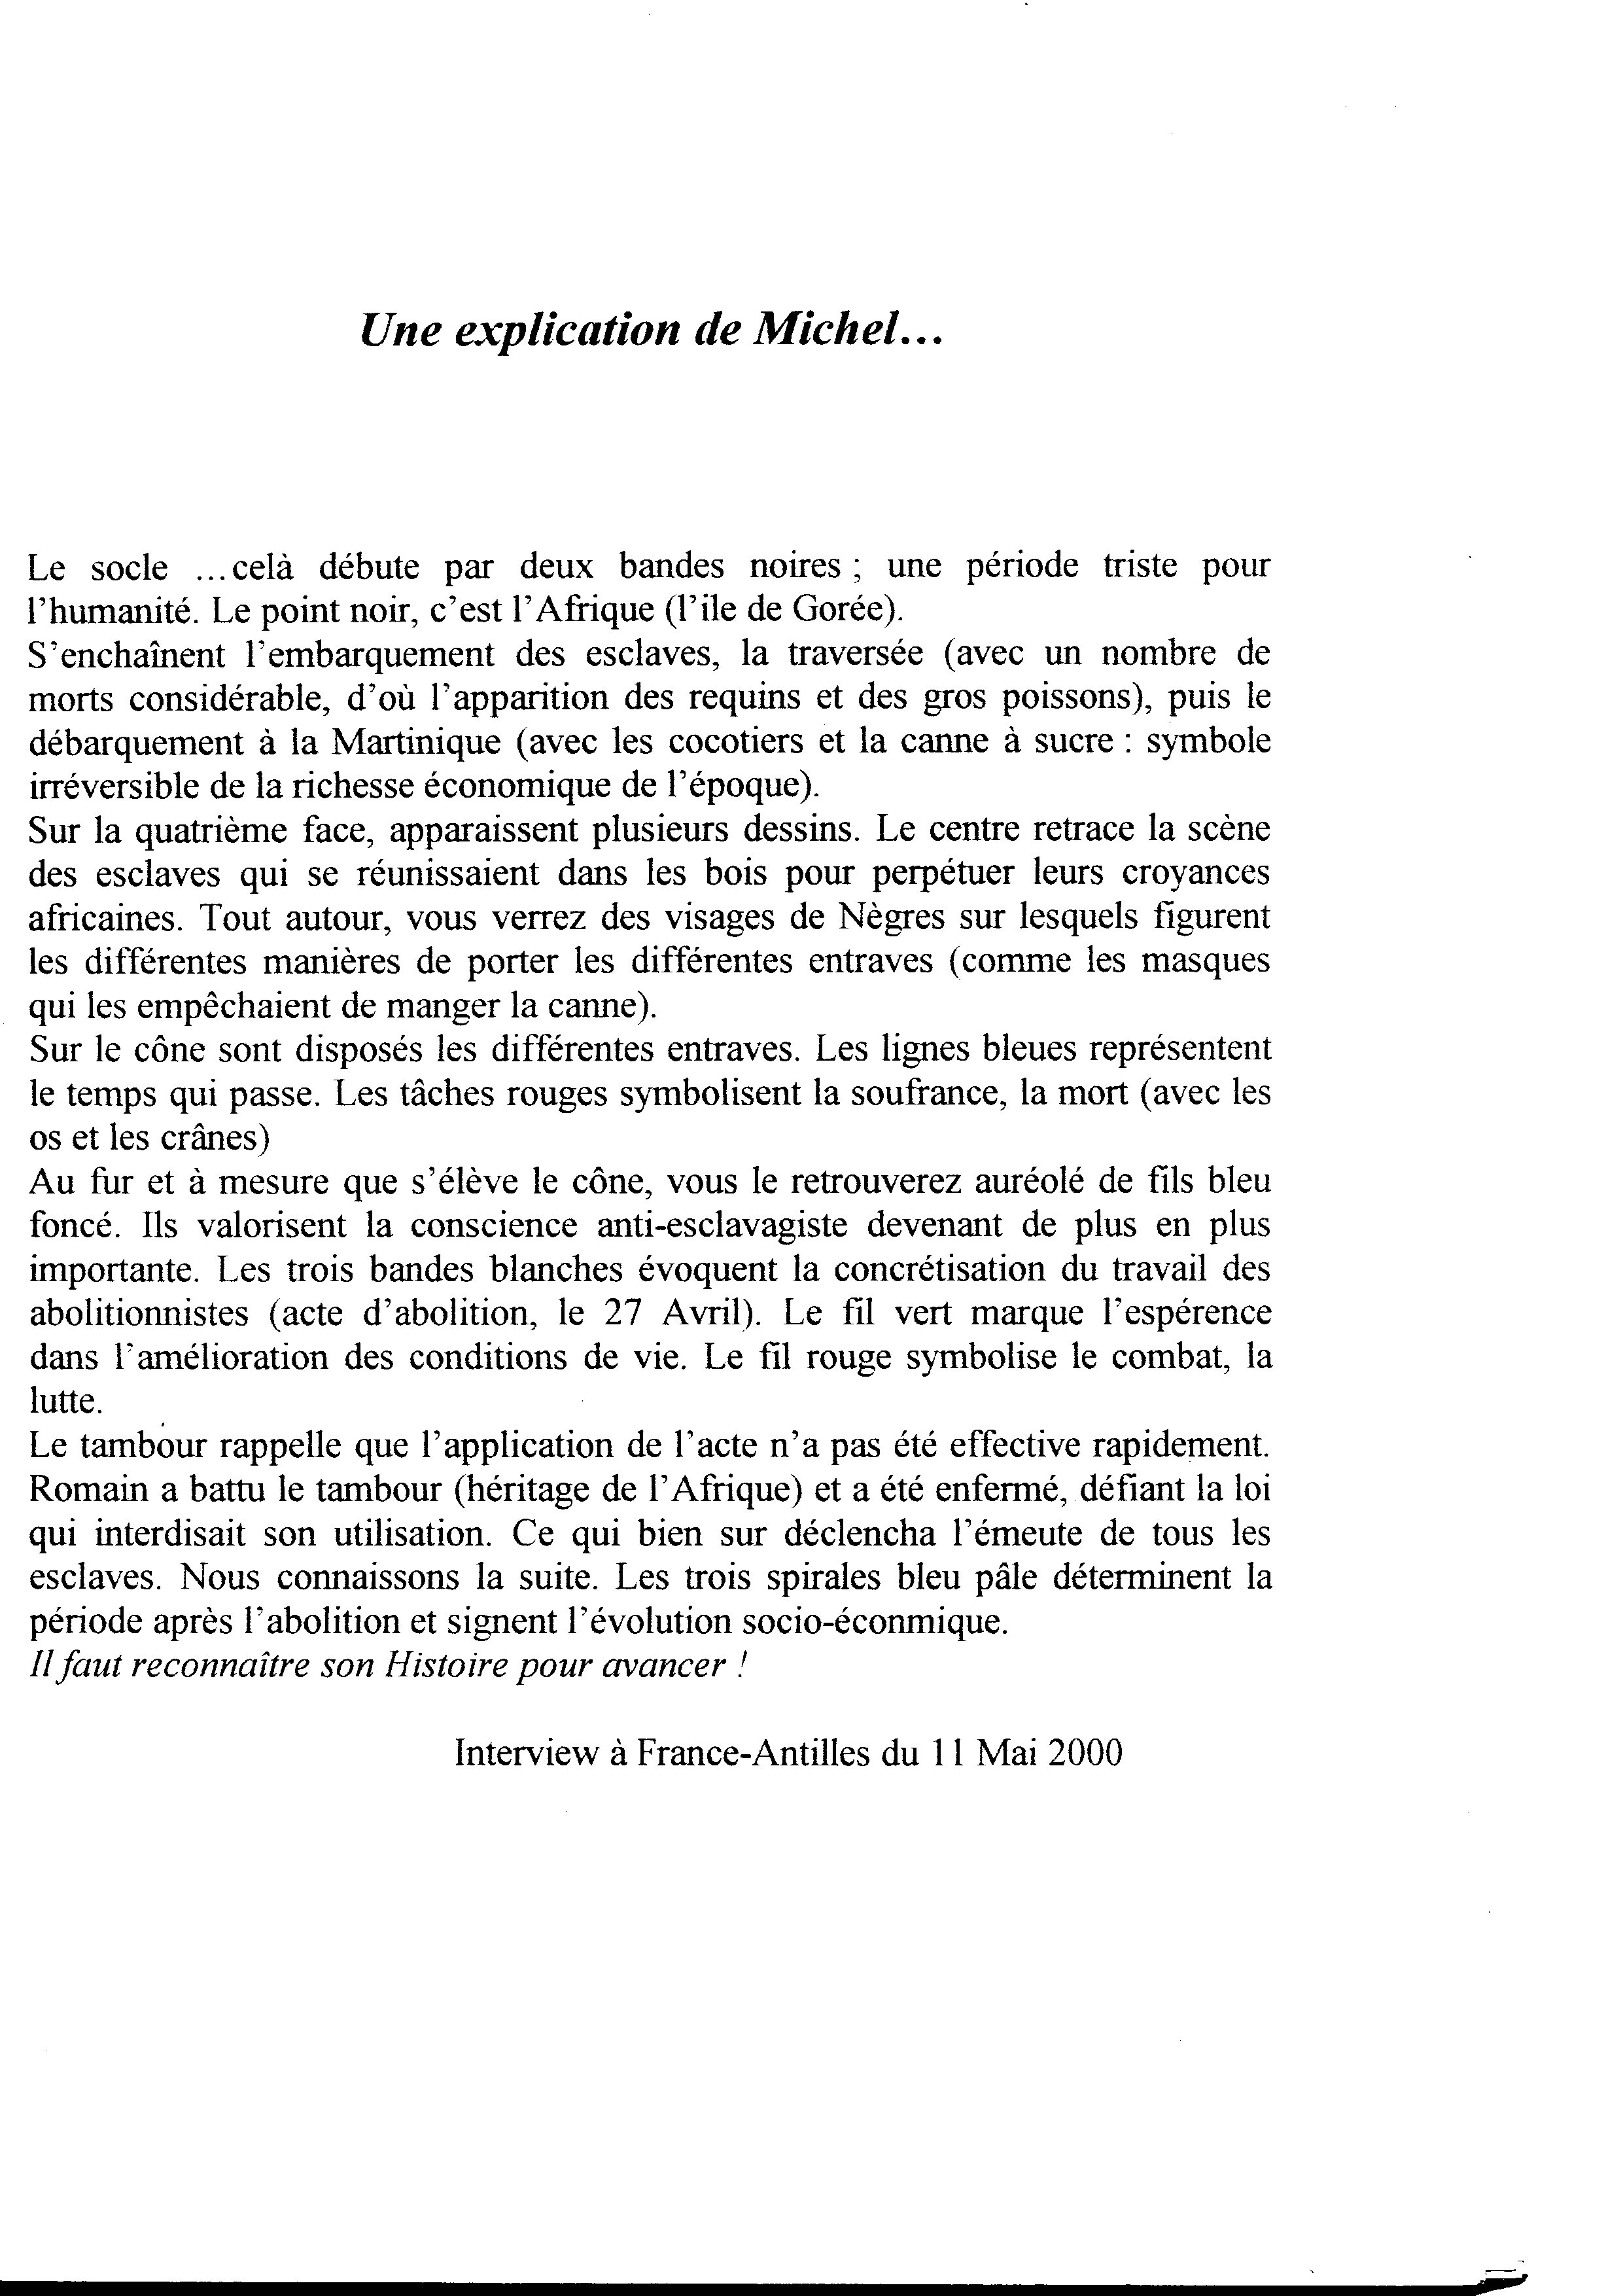 Une explication de Michel...
Le socle ...celà débute par deux bandes noires ; une période triste pour
l'humanité. Le point noir, c'est l'Afrique (l'ile de Gorée).
S'enchaînent l'embarquement des esclaves, la traversée (avec un nombre de
morts considérable, d'où l'apparition des requins et des gros poissons), puis le
débarquement à la Martinique (avec les cocotiers et la canne à sucre : symbole
irréversible de la richesse économique de l'époque).
Sur la quatrième face, apparaissent plusieurs dessins. Le centre retrace la scène
des esclaves qui se réunissaient dans les bois pour perpétuer leurs croyances
africaines. Tout autour, vous verrez des visages de Nègres sur lesquels figurent
les différentes manières de porter les différentes entraves (comme les masques
qui les empêchaient de manger la canne).
Sur le cône sont disposés les différentes entraves. Les lignes bleues représentent
le temps qui passe. Les tâches rouges symbolisent la soufrance, la mort (avec les
os et les crânes)
Au fur et à mesure que s'élève le cône, vous le retrouverez auréolé de fils bleu
foncé. Ils valorisent la conscience anti-esclavagiste devenant de plus en plus
importante. Les trois bandes blanches évoquent la concrétisation du travail des
abolitionnistes (acte d'abolition, le 27 Avril). Le fil vert marque l'espérence
dans l'amélioration des conditions de vie. Le fil rouge symbolise le combat, la
lutte.
Le tambour rappelle que l'application de l'acte n'a pas été effective rapidement.
Romain a battu le tambour (héritage de l'Afrique) et a été enfermé, défiant la loi
qui interdisait son utilisation. Ce qui bien sur déclencha l'émeute de tous les
esclaves. Nous connaissons la suite. Les trois spirales bleu pâle déterminent la
période après l'abolition et signent l'évolution socio-éconmique.
Il faut reconnaître son Histoire pour avancer !
Interview à France-Antilles du 11 Mai 2000